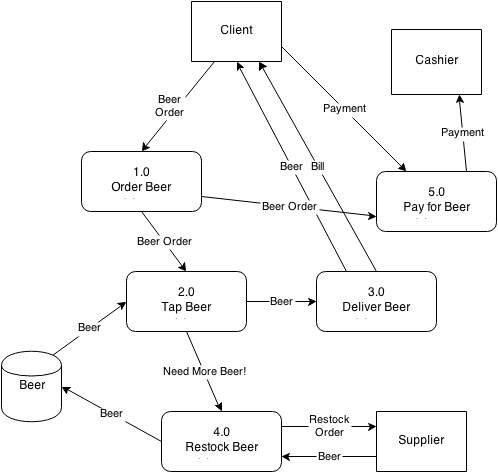 Client
Cashier
Beer
Order
Payment
Payment
1.0
Order Beer
Beer
Bill
5.0
Pay for Beer
Beer Order
Beer Order
2.0
Tap Beer
Beer
3.0
Deliver Beer
Beer
Need More Beer!
Beer
Beer
4.0
Restock Beer
Restock
Order
Beer
Supplier